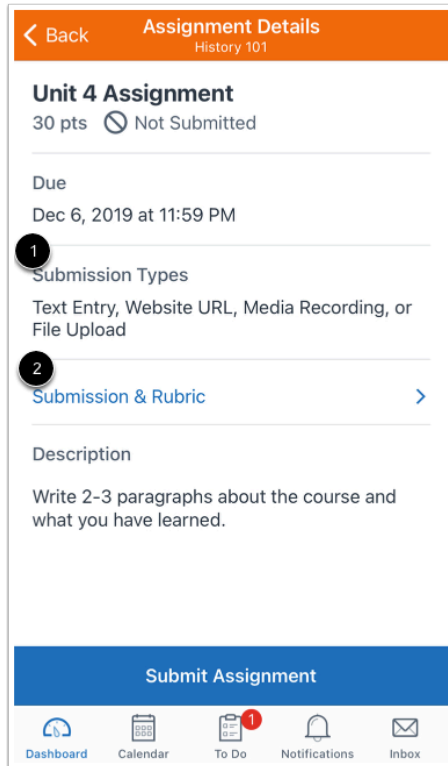 Back
Assignment Details
History 101
Unit 4 Assignment
30 pts Not Submitted
Due
Dec 6, 2019 at 11:59 PM
1
Submission Types
Text Entry, Website URL, Media Recording, or
File Upload
2
Submission & Rubric
Description
Write 2-3 paragraphs about the course and
what you have learned.
Submit Assignment
1
Dashboard Calendar To Do Notifications Inbox